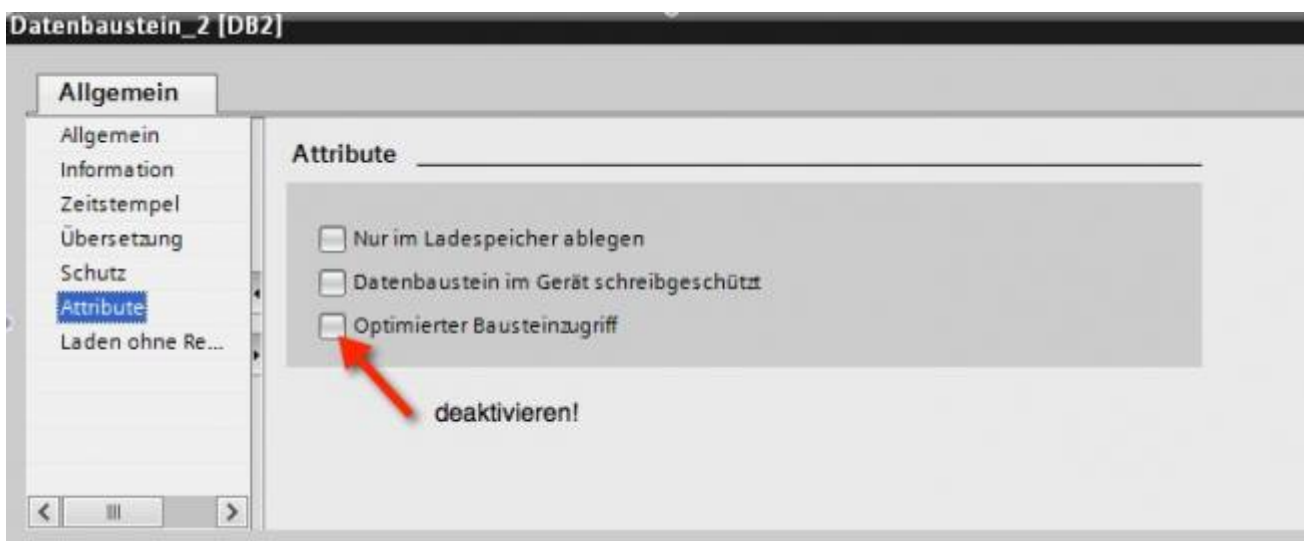 Datenbaustein_2 [DB2]
Allgemein
Allgemein
Information
Zeitstempel
Übersetzung
Schutz
Attribute
Laden ohne Re...
Attribute
Nur im Ladespeicher ablegen
Datenbaustein im Gerät schreibgeschützt
Optimierter Bausteinzugriff
deaktivieren!